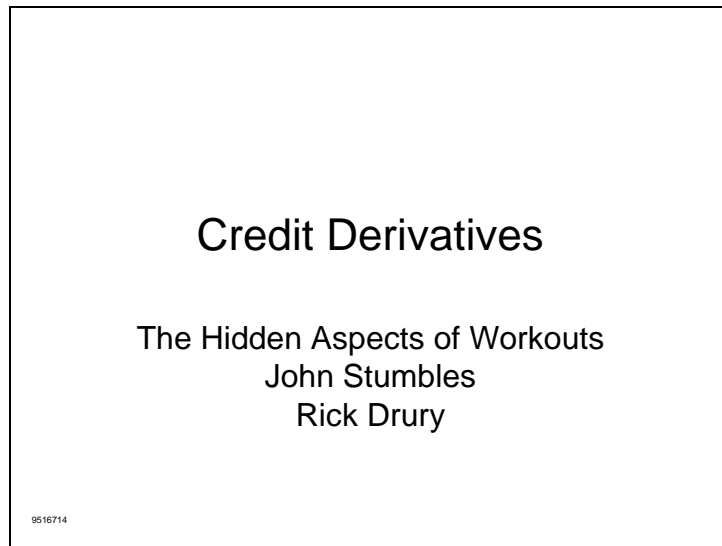 Credit Derivatives
The Hidden Aspects of Workouts
John Stumbles
Rick Drury
9516714